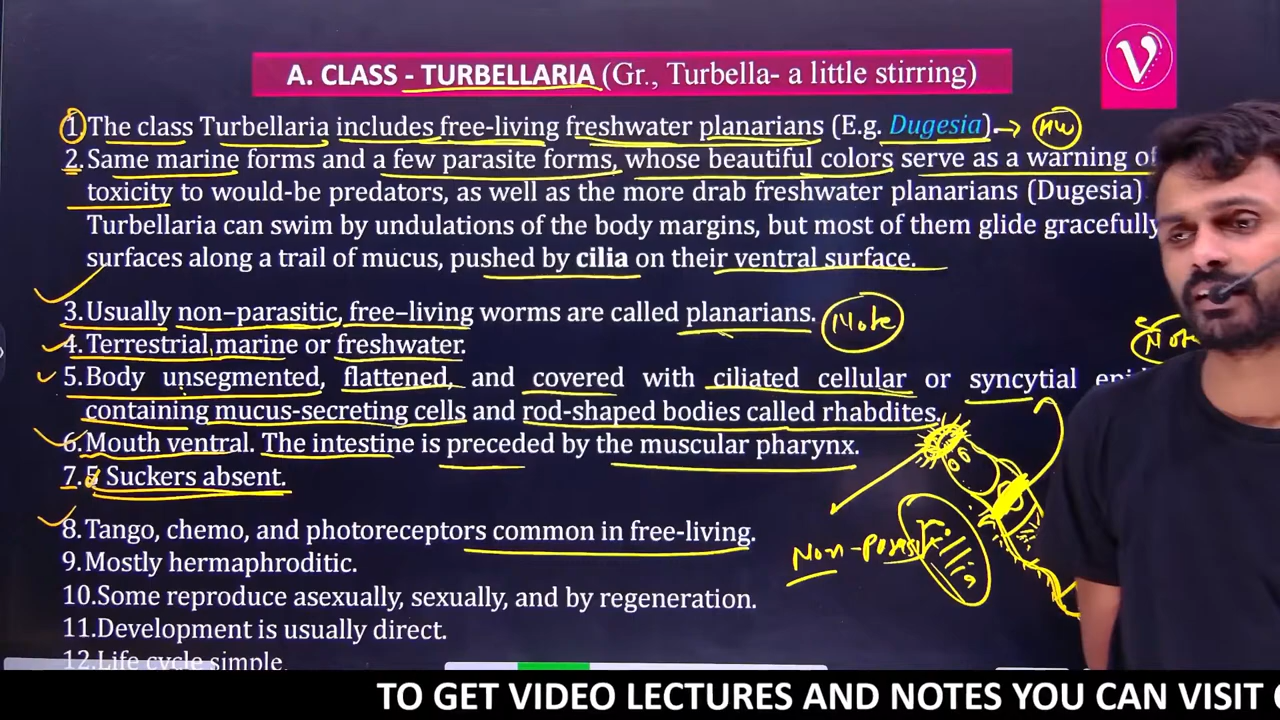 V
A. CLASS - TURBELLARIA (Gr., Turbella- a little stirring)
1. The class Turbellaria includes free-living freshwater planarians (E.g. Dugesia). → HW
2. Same marine forms and a few parasite forms, whose beautiful colors serve as a warning of
toxicity to would-be predators, as well as the more drab freshwater planarians (Dugesia)
Turbellaria can swim by undulations of the body margins, but most of them glide gracefully
surfaces along a trail of mucus, pushed by cilia on their ventral surface.
3. Usually non–parasitic, free–living worms are called planarians. Note
4. Terrestrial, marine or freshwater. Note
5. Body unsegmented, flattened, and covered with ciliated cellular or syncytial
containing mucus-secreting cells and rod-shaped bodies called rhabdites.
6. Mouth ventral. The intestine is preceded by the muscular pharynx.
7. Suckers absent.
8. Tango, chemo, and photoreceptors common in free-living.
Non-
9. Mostly hermaphroditic.
10. Some reproduce asexually, sexually, and by regeneration.
11. Development is usually direct.
12. Life cycle simple.
TO GET VIDEO LECTURES AND NOTES YOU CAN VISIT